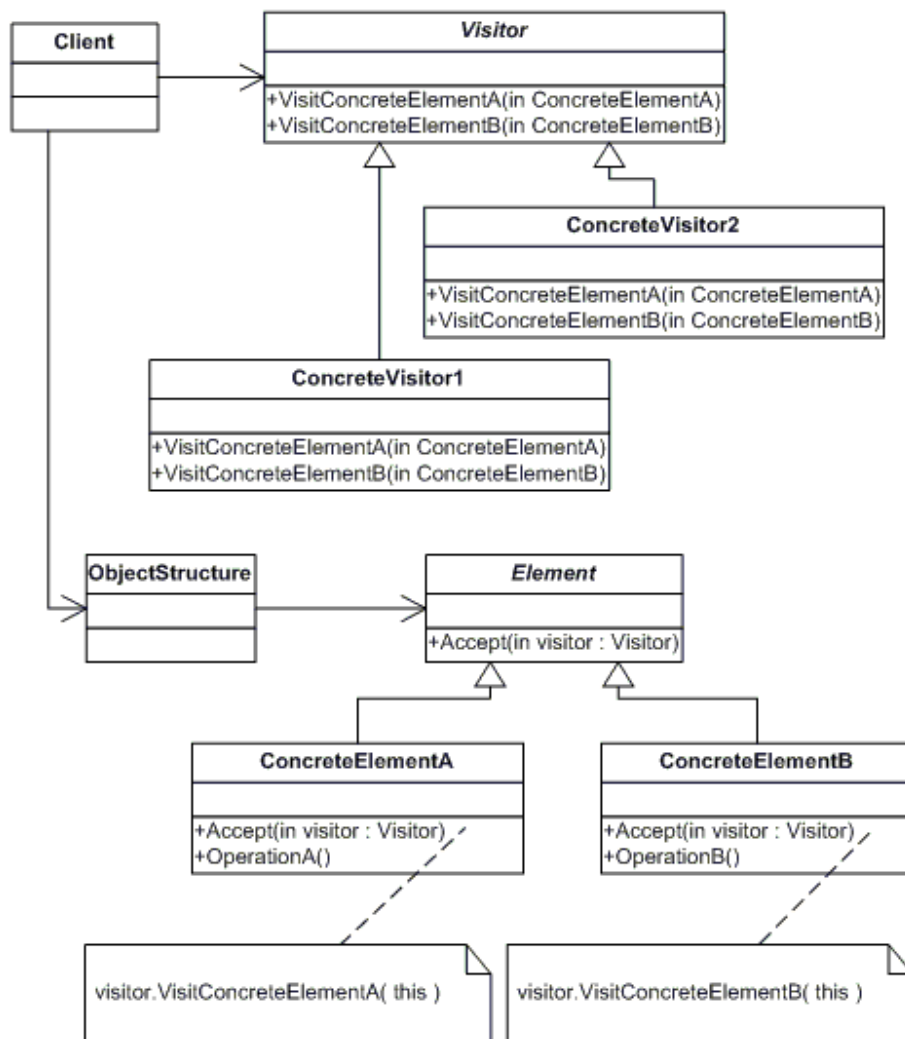 Client
Visitor
+VisitConcreteElementA(in ConcreteElementA)
+VisitConcreteElementB(in ConcreteElementB)
ConcreteVisitor2
+VisitConcreteElementA(in ConcreteElementA)
+VisitConcreteElementB(in ConcreteElementB)
ConcreteVisitor1
+VisitConcreteElementA(in ConcreteElementA)
+VisitConcreteElementB(in ConcreteElementB)
ObjectStructure
Element
+Accept(in visitor : Visitor)
ConcreteElementA
+Accept(in visitor : Visitor)
+OperationA()
ConcreteElementB
+Accept(in visitor : Visitor)
+OperationB()
visitor.VisitConcreteElementA( this )
visitor.VisitConcreteElementB( this )